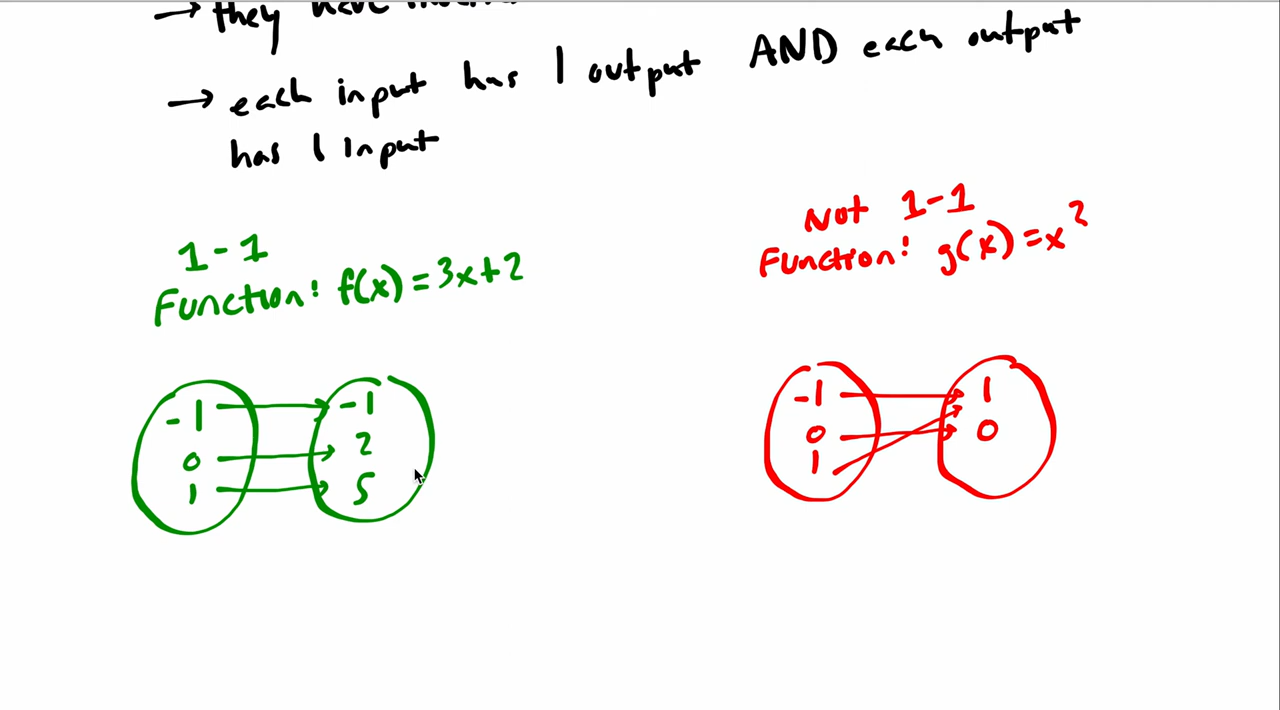 → they have
→ each input has 1 output AND each output
has 1 input
1-1
Function: f(x) = 3x+2
Not 1-1
Function: g(x) = x²
-1 -1
0 2
1 5
-1 1
0 0
1